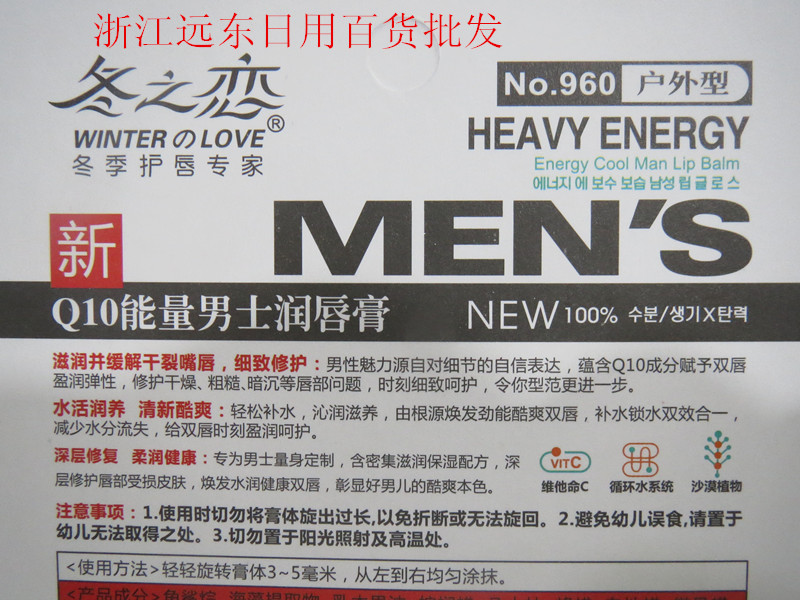 浙江远东日用百货批发
冬之恋
WINTER の LOVE®
冬季护唇专家
No.960 户外型
HEAVY ENERGY
Energy Cool Man Lip Balm
에너지 에 보수 보습 남성 립 글로스
MEN'S
新
Q10能量男士润唇膏
NEW 100% 수분/생기X탄력
滋润并缓解干裂嘴唇，细致修护：男性魅力源自对细节的自信表达，蕴含Q10成分赋予双唇
盈润弹性，修护干燥、粗糙、暗沉等唇部问题，时刻细致呵护，令你型范更进一步。
水活润养 清新酷爽：轻松补水，沁润滋养，由根源焕发劲能酷爽双唇，补水锁水双效合一，
减少水分流失，给双唇时刻盈润呵护。
深层修复 柔润健康：专为男士量身定制，含密集滋润保湿配方，深
层修护唇部受损皮肤，焕发水润健康双唇，彰显好男儿的酷爽本色。
VITC
维他命C 循环水系统 沙漠植物
注意事项：1.使用时切勿将膏体旋出过长,以免折断或无法旋回。2.避免幼儿误食,请置于
幼儿无法取得之处。3.切勿置于阳光照射及高温处。
<使用方法>轻轻旋转膏体3~5毫米，从左到右均匀涂抹。
<产品成分>角鲨烷